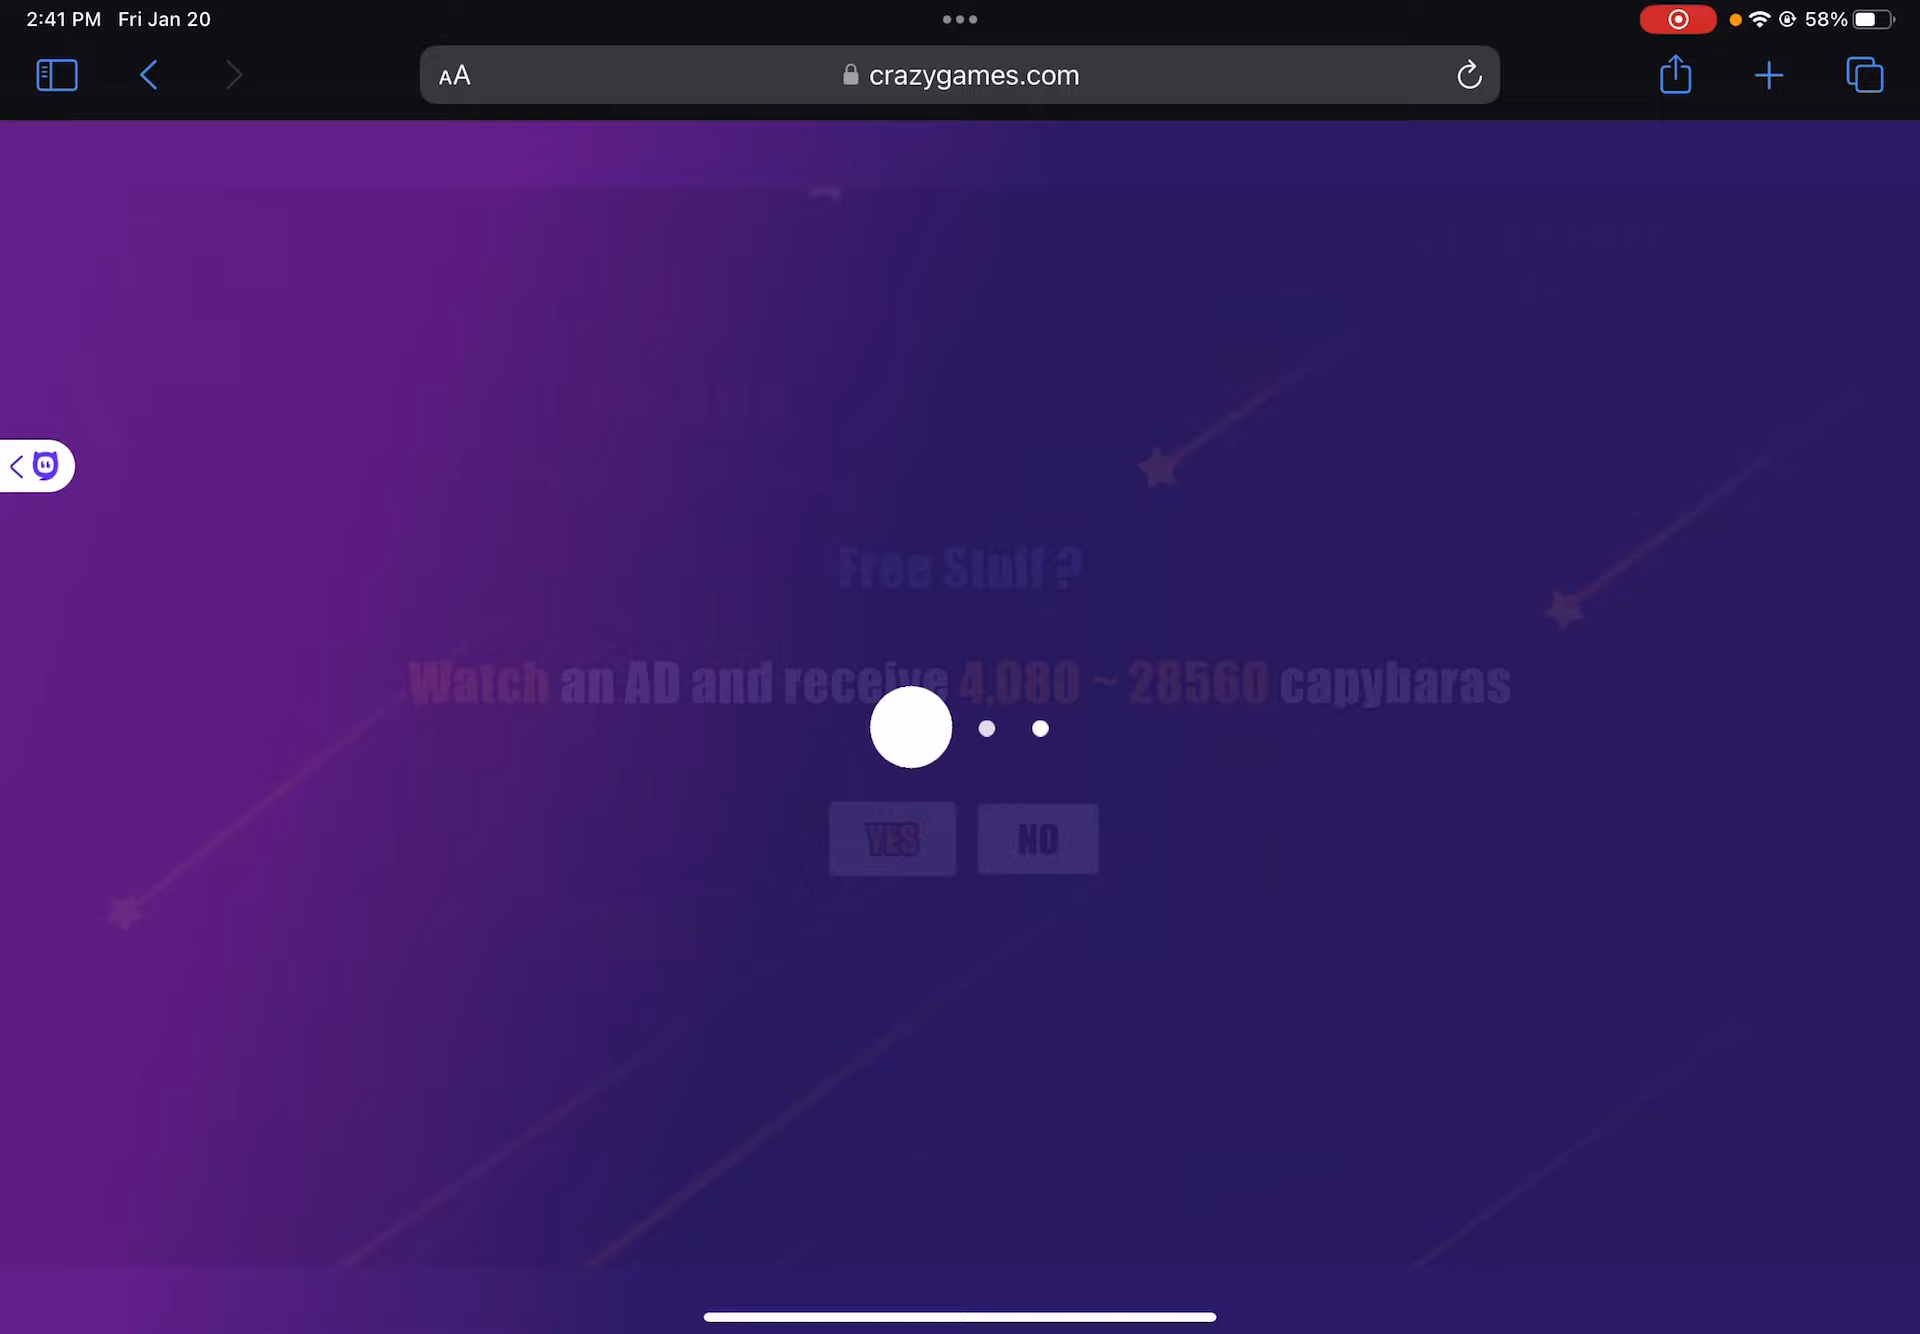 2:41 PM Fri Jan 20
58%
AA
crazygames.com
Free Stuff ?
Watch an AD and receive 4,080 ~ 28560 capybaras
YES NO